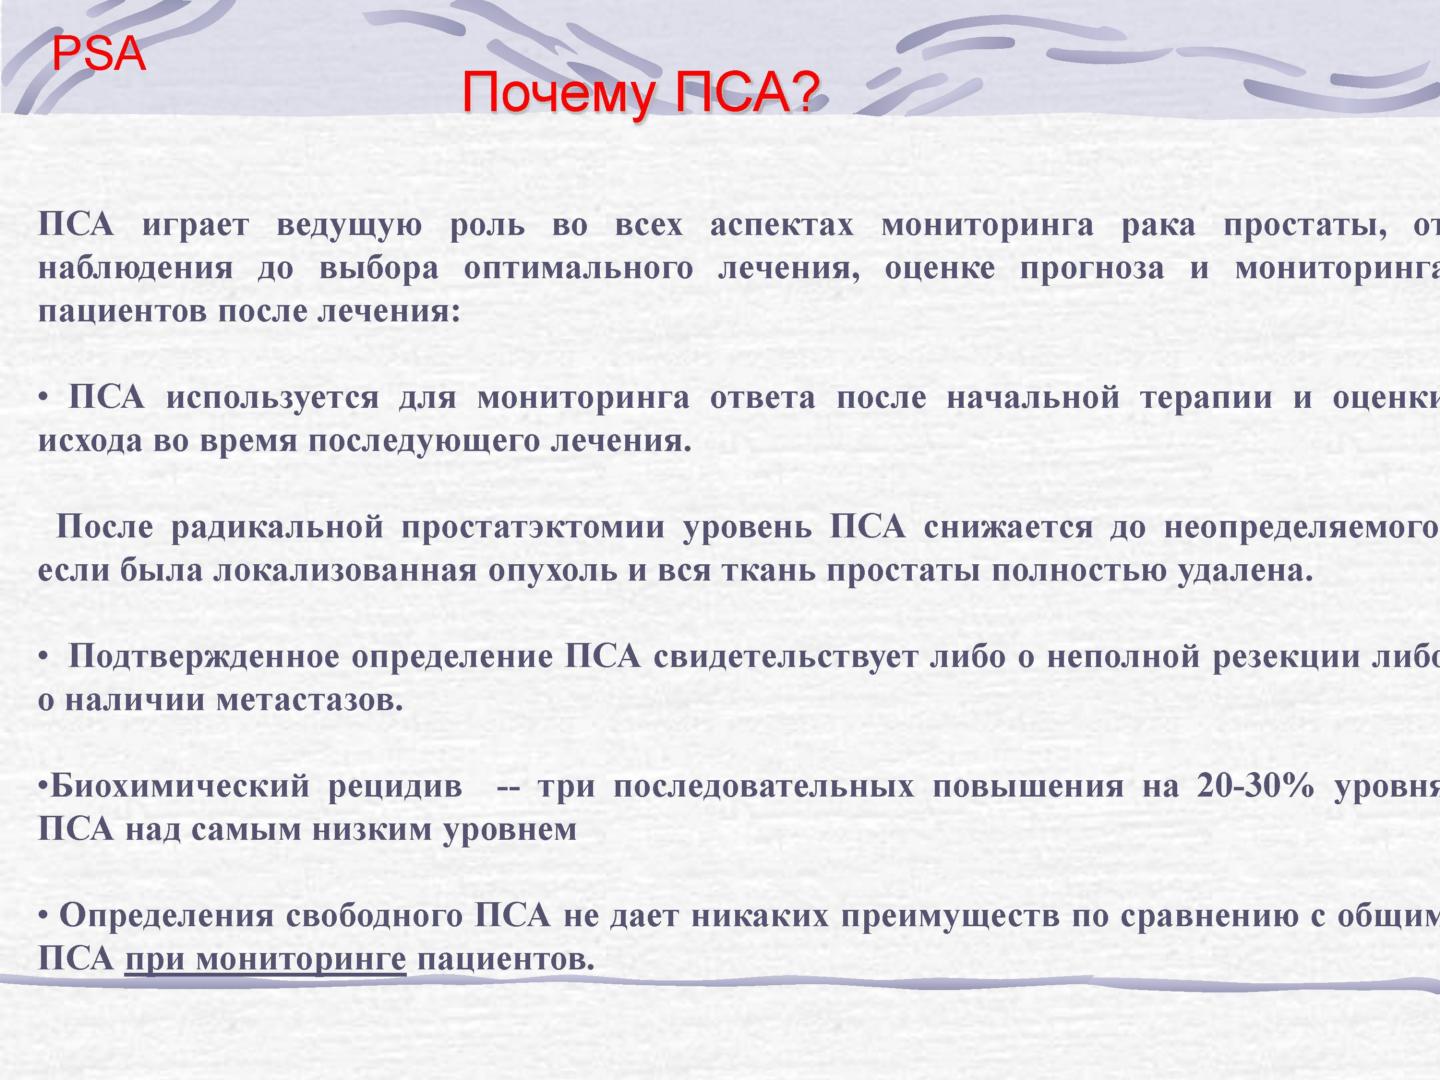 PSA
Почему ПСА?
ПСА играет ведущую роль во всех аспектах мониторинга рака простаты, от
наблюдения до выбора оптимального лечения, оценке прогноза и мониторинга
пациентов после лечения:
• ПСА используется для мониторинга ответа после начальной терапии и оценки
исхода во время последующего лечения.
После радикальной простатэктомии уровень ПСА снижается до неопределяемого
если была локализованная опухоль и вся ткань простаты полностью удалена.
• Подтвержденное определение ПСА свидетельствует либо о неполной резекции либо
о наличии метастазов.
•Биохимический рецидив -- три последовательных повышения на 20-30% уровня
ПСА над самым низким уровнем
• Определения свободного ПСА не дает никаких преимуществ по сравнению с общим
ПСА при мониторинге пациентов.